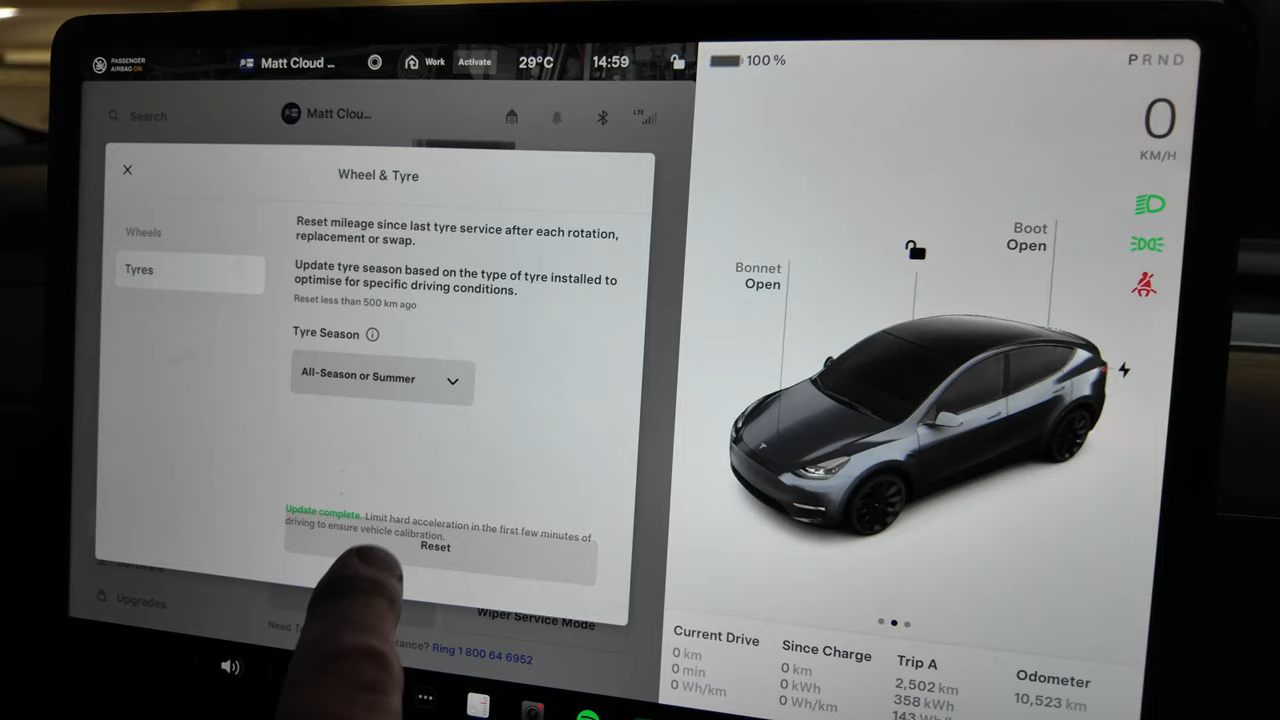 PASSENGER
AIRBAG ON
Matt Cloud ...
Work
Activate
29°C
14:59
Search
Matt Clou...
LTE
Wheel & Tyre
Wheels
Tyres
Reset mileage since last tyre service after each rotation,
replacement or swap.
Update tyre season based on the type of tyre installed to
optimise for specific driving conditions.
Reset less than 500 km ago
Tyre Season
All-Season or Summer
Update complete. Limit hard acceleration in the first few minutes of
driving to ensure vehicle calibration.
Reset
Upgrades
Wiper Service Mode
Need
tance? Ring 1 800 64 6952
100 %
P R N D
0
KM/H
Boot
Open
Bonnet
Open
Current Drive
0 km
0 min
0 Wh/km
Since Charge
0 km
0 kWh
0 Wh/km
Trip A
2,502 km
358 kWh
143 Wh/km
Odometer
10,523 km